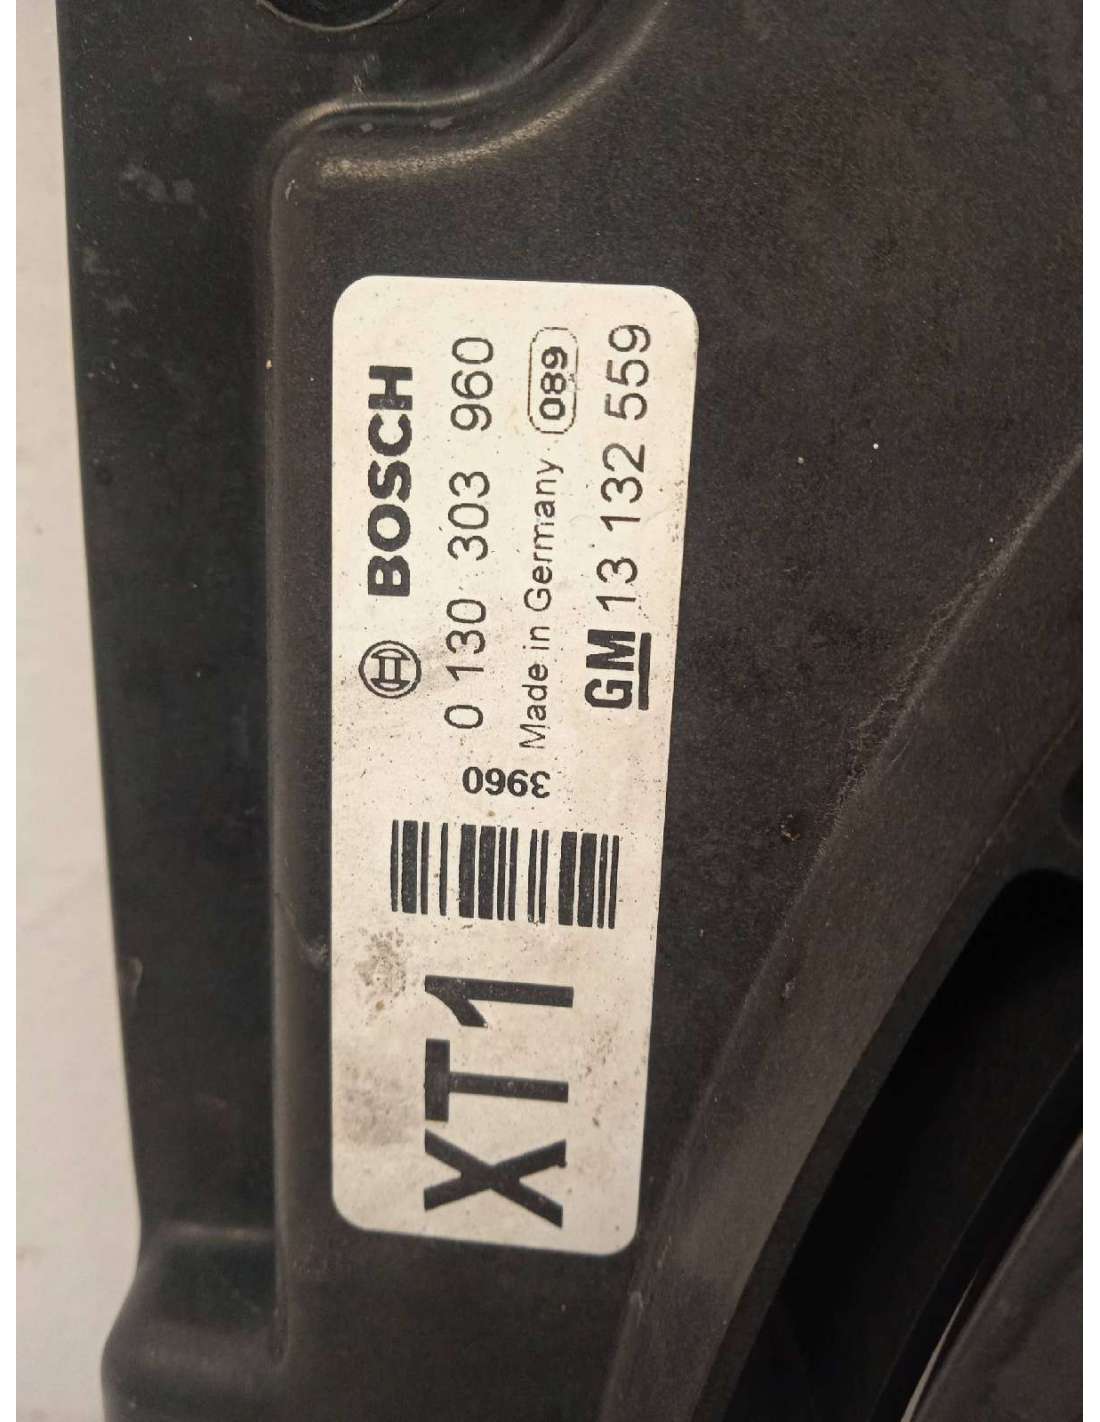 BOSCH
0 130 303 960
Made in Germany 089
GM 13 132 559
3960
XT1